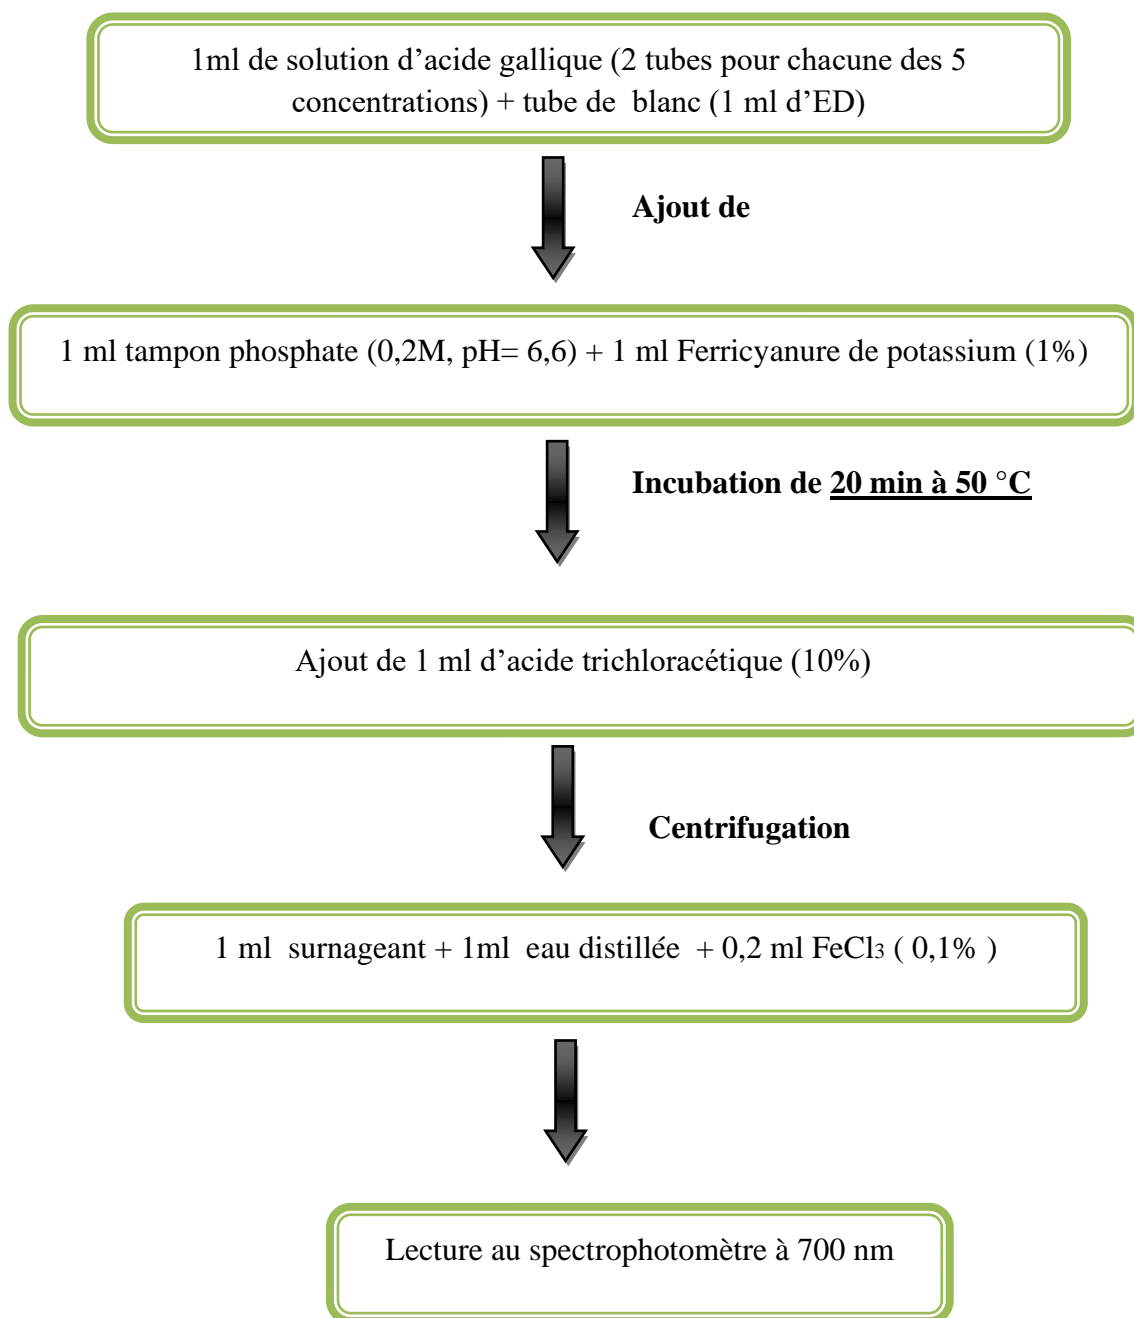 1ml de solution d’acide gallique (2 tubes pour chacune des 5
concentrations) + tube de  blanc (1 ml d’ED)
Ajout de
1 ml tampon phosphate (0,2M, pH= 6,6) + 1 ml Ferricyanure de potassium (1%)
Incubation de 20 min à 50 °C
Ajout de 1 ml d’acide trichloracétique (10%)
Centrifugation
1 ml  surnageant + 1ml  eau distillée  + 0,2 ml FeCl3 ( 0,1% )
Lecture au spectrophotomètre à 700 nm